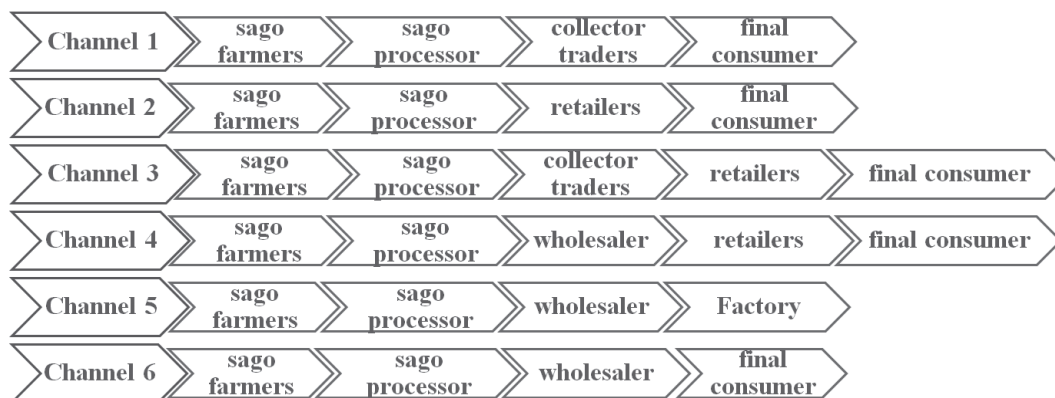 Channel 1
sago
farmers
sago
processor
collector
traders
final
consumer
Channel 2
sago
farmers
sago
processor
retailers
final
consumer
Channel 3
sago
farmers
sago
processor
collector
traders
retailers
final consumer
Channel 4
sago
farmers
sago
processor
wholesaler
retailers
final consumer
Channel 5
sago
farmers
sago
processor
wholesaler
Factory
Channel 6
sago
farmers
sago
processor
wholesaler
final
consumer